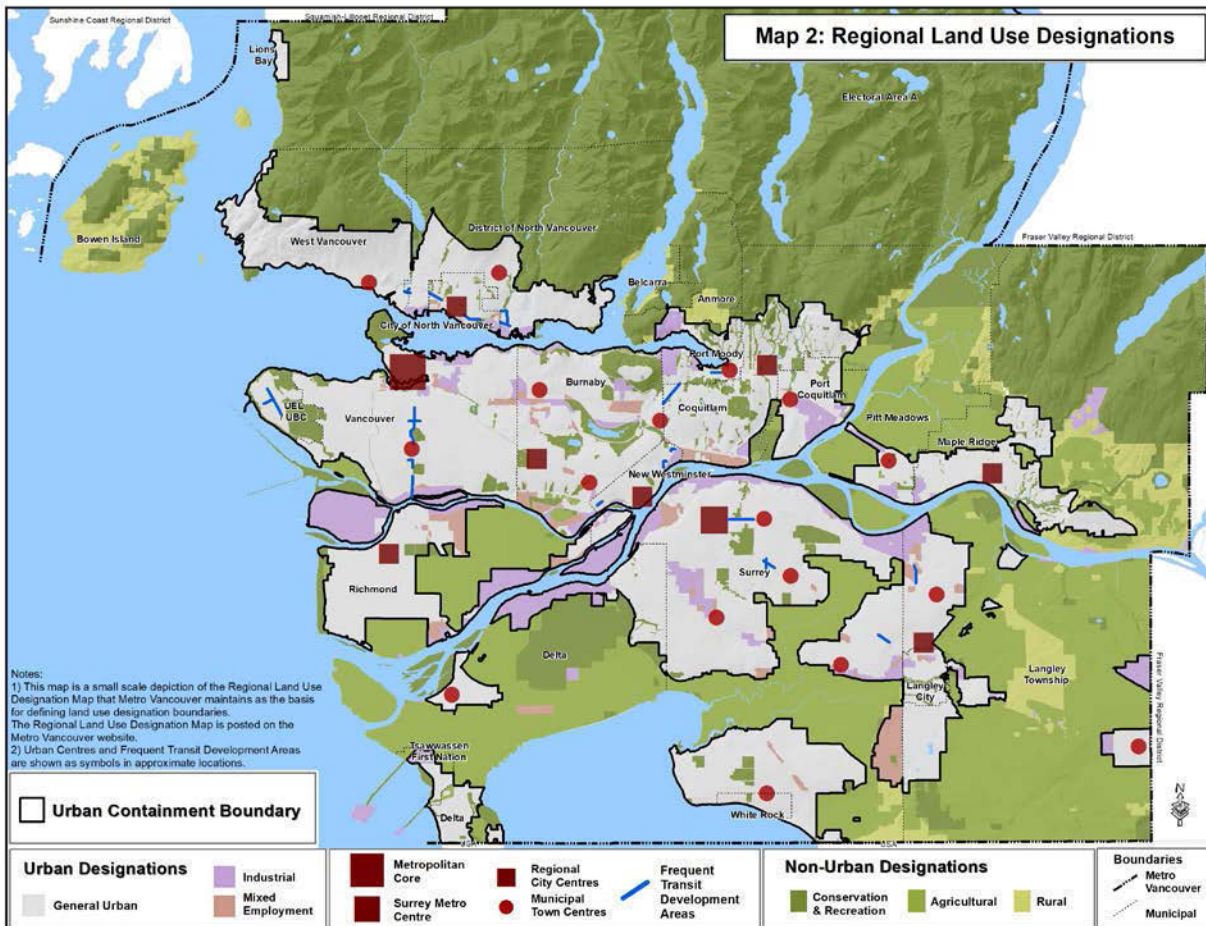 Sunshine Coast Regional District
Squamish-Lillooet Regional District
Map 2: Regional Land Use Designations
Lions
Bay
Electoral Area A
Bowen Island
West Vancouver
District of North Vancouver
Fraser Valley Regional District
Belcarra
Anmore
City of North Vancouver
Port Moody
Burnaby
Port
Coquitlam
UEL
UBC
Vancouver
Coquitlam
Pitt Meadows
Maple Ridge
New Westminster
Richmond
Surrey
Delta
Langley
Township
Langley
City
Fraser Valley Regional District
Notes:
1) This map is a small scale depiction of the Regional Land Use
Designation Map that Metro Vancouver maintains as the basis
for defining land use designation boundaries.
The Regional Land Use Designation Map is posted on the
Metro Vancouver website.
2) Urban Centres and Frequent Transit Development Areas
are shown as symbols in approximate locations.
Tsawwassen
First Nation
Delta
White Rock
N
USA
USA
Urban Containment Boundary
Urban Designations
General Urban
Industrial
Mixed
Employment
Metropolitan
Core
Surrey Metro
Centre
Regional
City Centres
Municipal
Town Centres
Frequent
Transit
Development
Areas
Non-Urban Designations
Conservation
& Recreation
Agricultural
Rural
Boundaries
Metro
Vancouver
Municipal